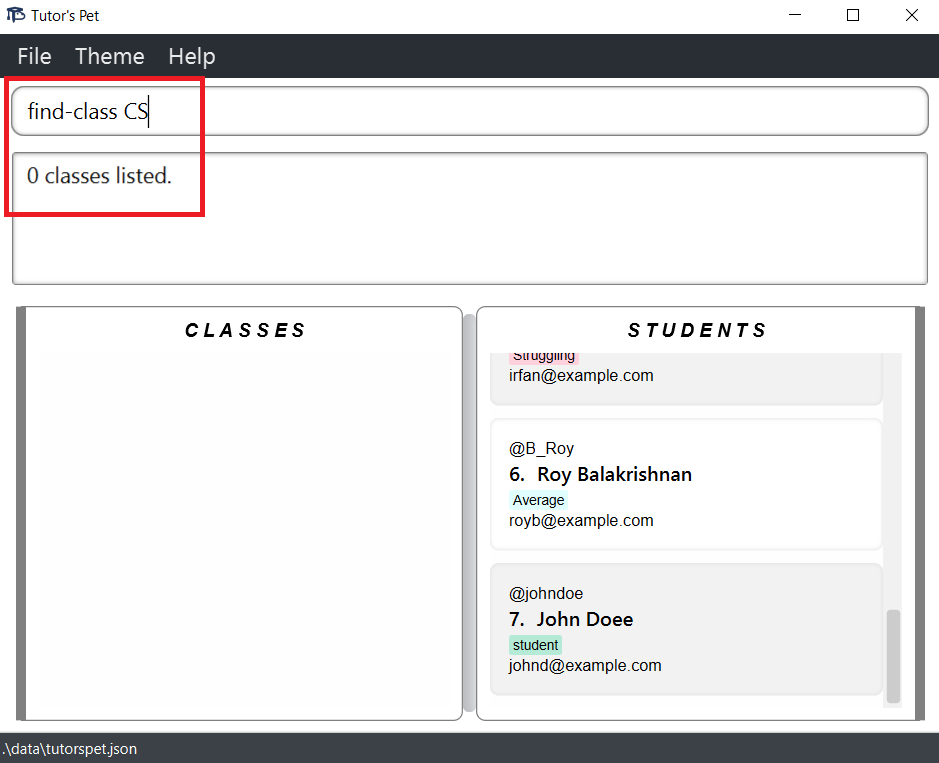 Tutor's Pet
File Theme Help
find-class CS
0 classes listed.
CLASSES
STUDENTS
Struggling
irfan@example.com
@B_Roy
6. Roy Balakrishnan
Average
royb@example.com
@johndoe
7. John Doee
student
johnd@example.com
.\data\tutorspet.json